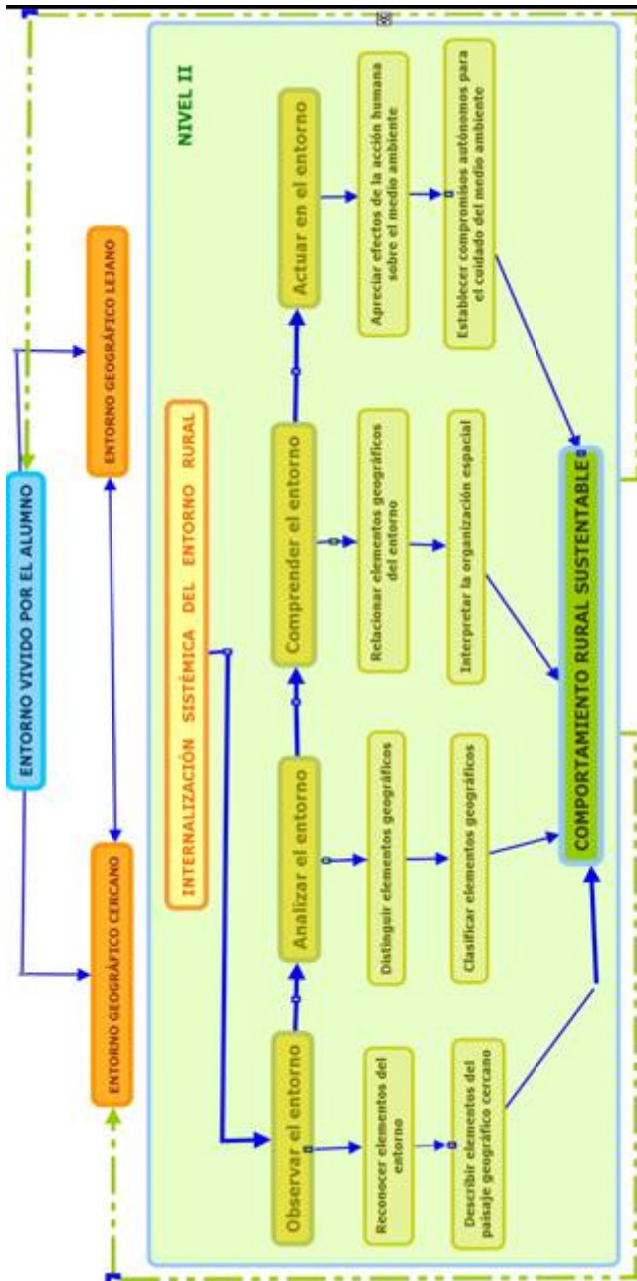 ENTORNO VIVIDO POR EL ALUMNO
ENTORNO GEOGRÁFICO CERCANO
ENTORNO GEOGRÁFICO LEJANO
NIVEL II
INTERNALIZACIÓN SISTÉMICA DEL ENTORNO RURAL
Observar el entorno
Analizar el entorno
Comprender el entorno
Actuar en el entorno
Reconocer elementos del
entorno
Distinguir elementos geográficos
Relacionar elementos geográficos
del entorno
Apreciar efectos de la acción humana
sobre el medio ambiente
Describir elementos del
paisaje geográfico cercano
Clasificar elementos geográficos
Interpretar la organización espacial
Establecer compromisos autónomos para
el cuidado del medio ambiente
COMPORTAMIENTO RURAL SUSTENTABLE